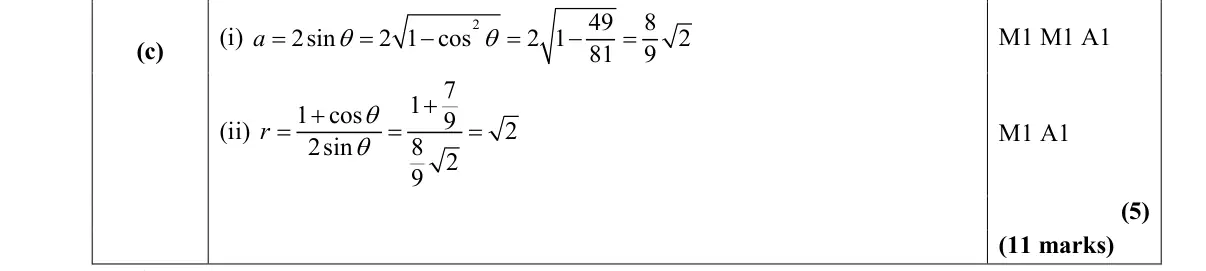 (c) (i) a = 2 sin θ = 2√(1 − cos² θ) = 2√(1 − 49/81) = 8/9 √2 M1 M1 A1
(ii) r = (1 + cos θ)/(2 sin θ) = (1 + 7/9)/(8/9 √2) = √2 M1 A1
(5)
(11 marks)